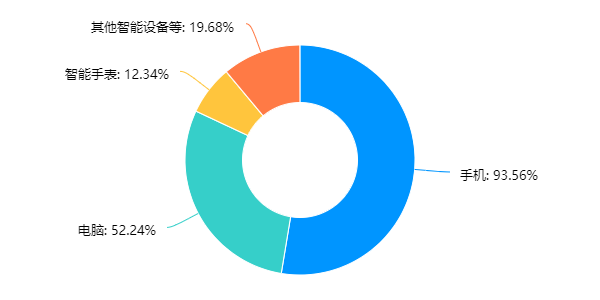 其他智能设备等: 19.68%
智能手表: 12.34%
手机: 93.56%
电脑: 52.24%